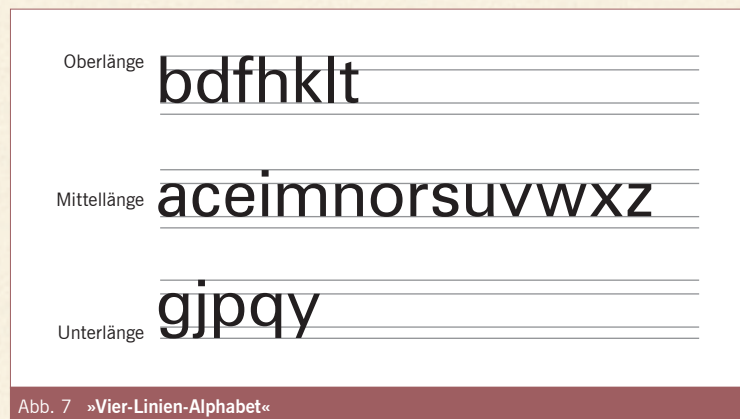 Oberlänge bdfhklt
Mittellänge aceimnorsuvwxz
Unterlänge gjpqy
Abb. 7 »Vier-Linien-Alphabet«